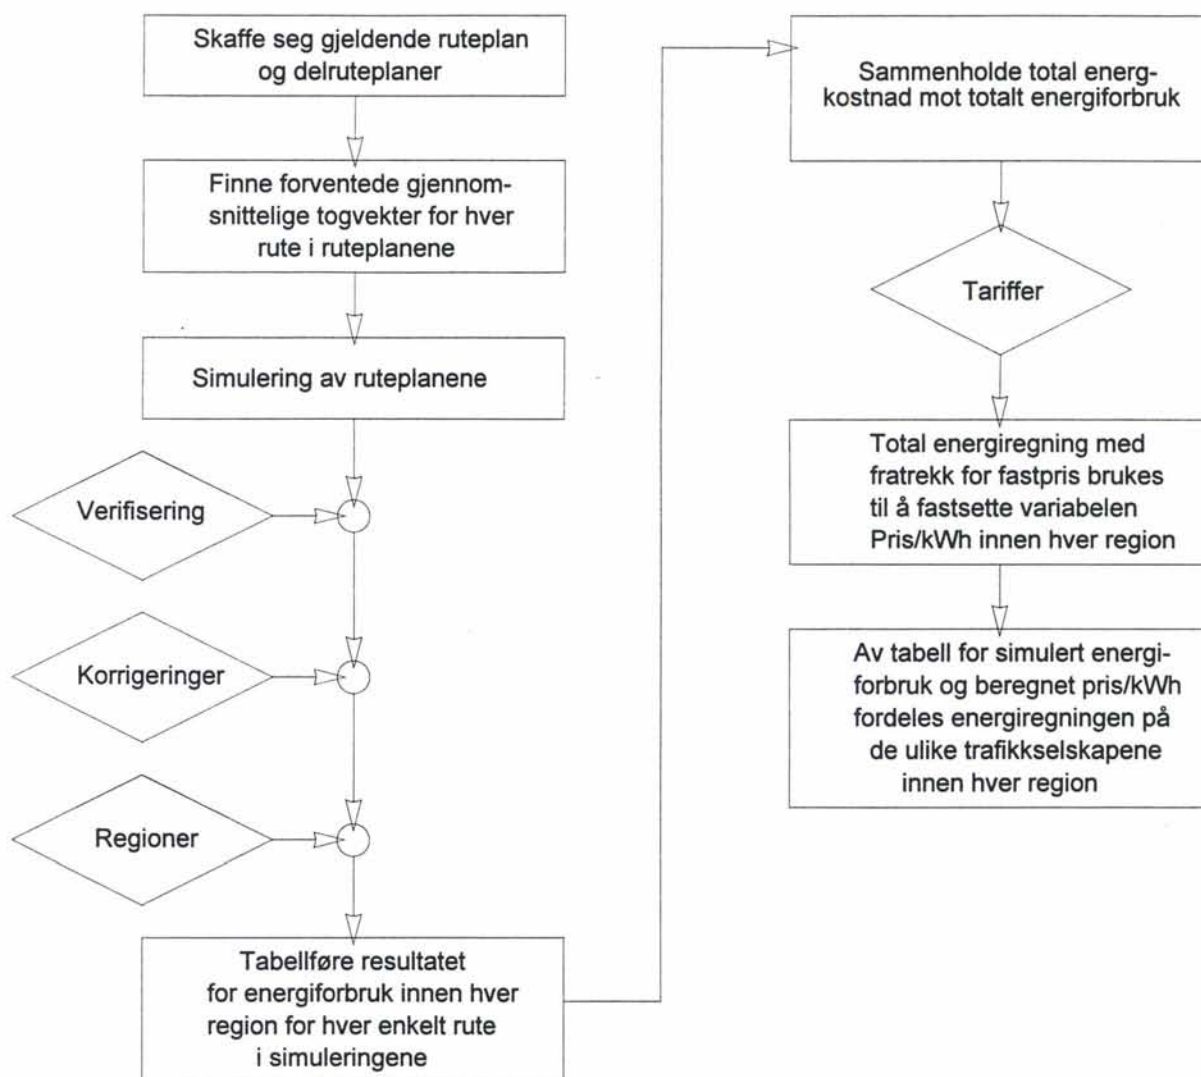 Skaffe seg gjeldende ruteplan
og delruteplaner
Finne forventede gjennom-
snittelige togvekter for hver
rute i ruteplanene
Simulering av ruteplanene
Verifisering
Korrigeringer
Regioner
Tabellføre resultatet
for energiforbruk innen hver
region for hver enkelt rute
i simuleringene
Sammenholde total energ-
kostnad mot totalt energiforbruk
Tariffer
Total energiregning med
fratrekk for fastpris brukes
til å fastsette variabelen
Pris/kWh innen hver region
Av tabell for simulert energi-
forbruk og beregnet pris/kWh
fordeles energiregningen på
de ulike trafikkselskapene
innen hver region